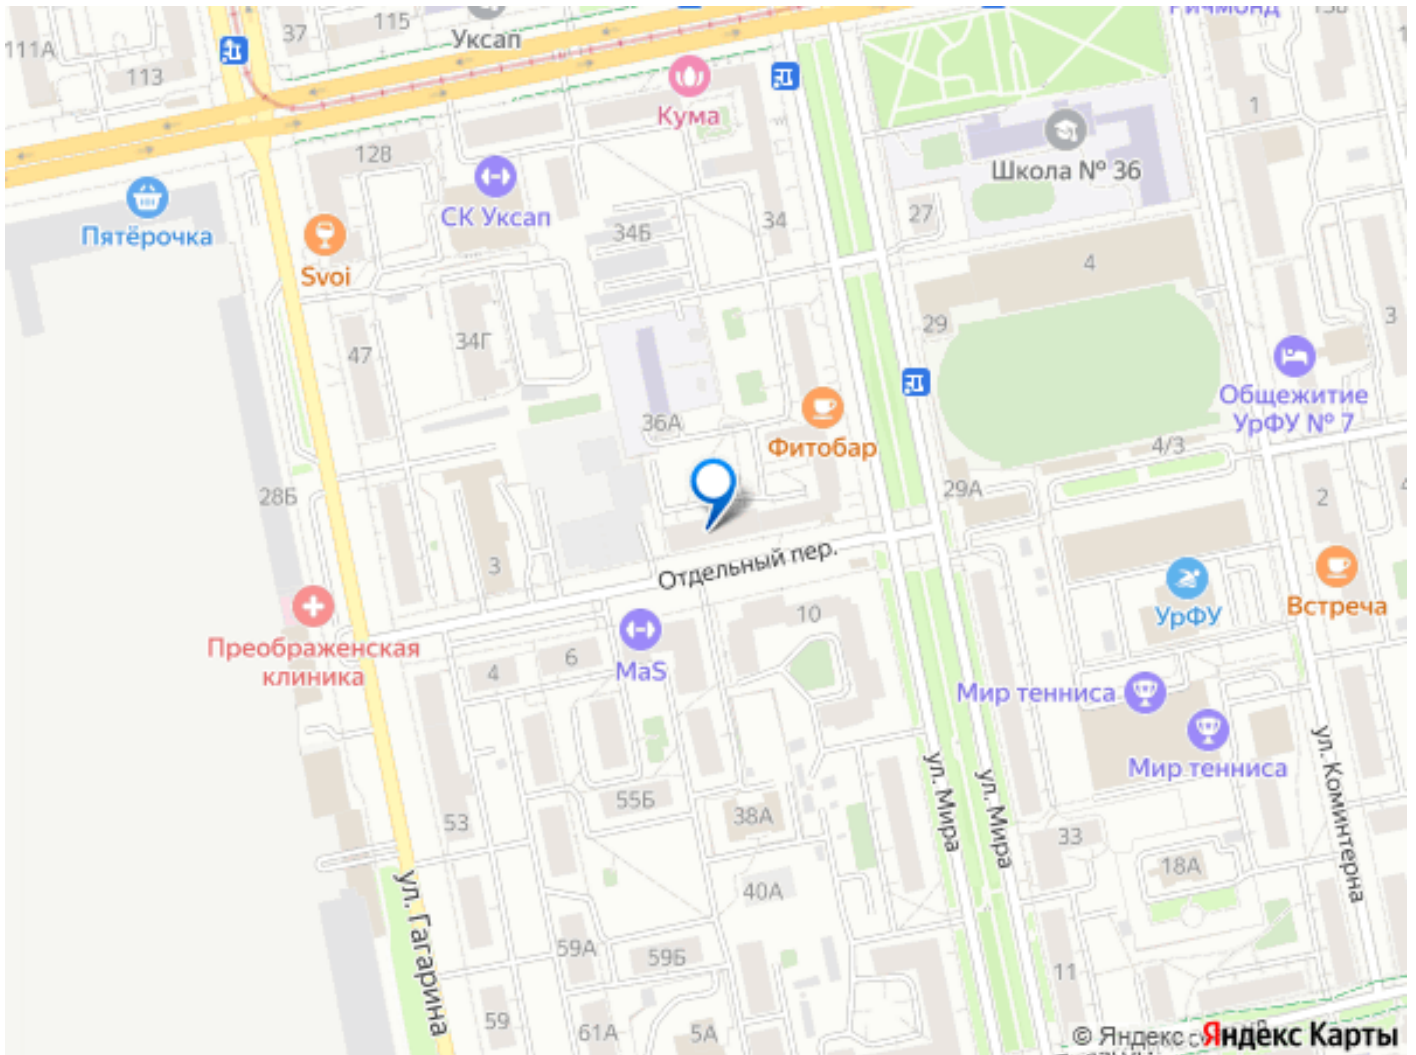 37
115
Уксап
Ричмонд
111А
113
Кума
1
128
Школа № 36
СК Уксап
Пятёрочка
34Б
34
27
Svoi
4
47
34Г
29
3
36А
Фитобар
Общежитие
УрФУ № 7
4/3
28Б
29А
2
3
Отдельный пер.
10
УрФУ
Встреча
Преображенская
клиника
4
6
MaS
Мир тенниса
Мир тенниса
ул. Мира
ул. Мира
ул. Коминтерна
55Б
38А
53
33
18А
40А
ул. Гагарина
59А
59Б
11
59
61А
5А
© Яндекс
Яндекс Карты